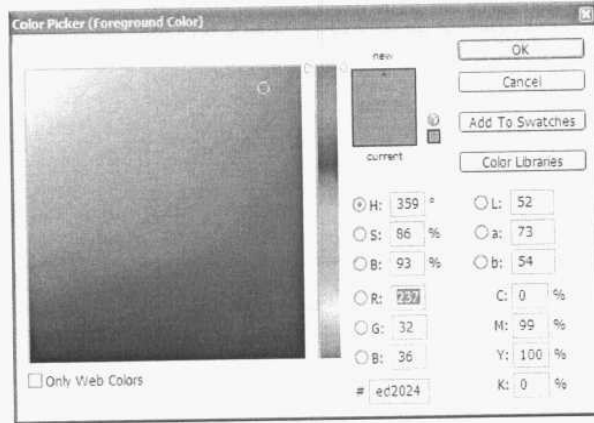 Color Picker (Foreground Color)
new
current
OK
Cancel
Add To Swatches
Color Libraries
H: 359 °
S: 86 %
B: 93 %
R: 237
G: 32
B: 36
# ed2024
L: 52
a: 73
b: 54
C: 0 %
M: 99 %
Y: 100 %
K: 0 %
Only Web Colors